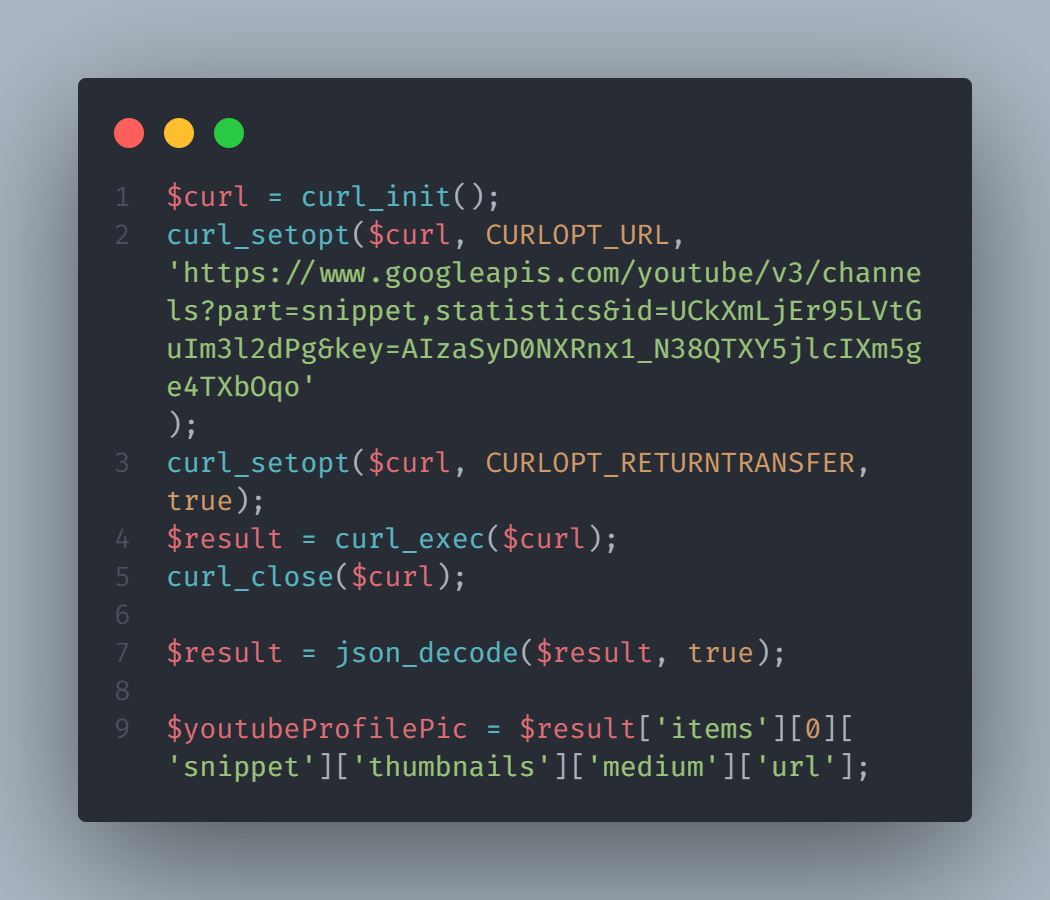 1 $curl = curl_init();
2 curl_setopt($curl, CURLOPT_URL,
'https://www.googleapis.com/youtube/v3/channe
ls?part=snippet,statistics&id=UCkXmLjEr95LVtG
uIm3l2dPg&key=AIzaSyD0NXRnx1_N38QTXY5jlcIXm5g
e4TXbOqo'
);
3 curl_setopt($curl, CURLOPT_RETURNTRANSFER,
true);
4 $result = curl_exec($curl);
5 curl_close($curl);
6
7 $result = json_decode($result, true);
8
9 $youtubeProfilePic = $result['items'][0][
'snippet']['thumbnails']['medium']['url'];